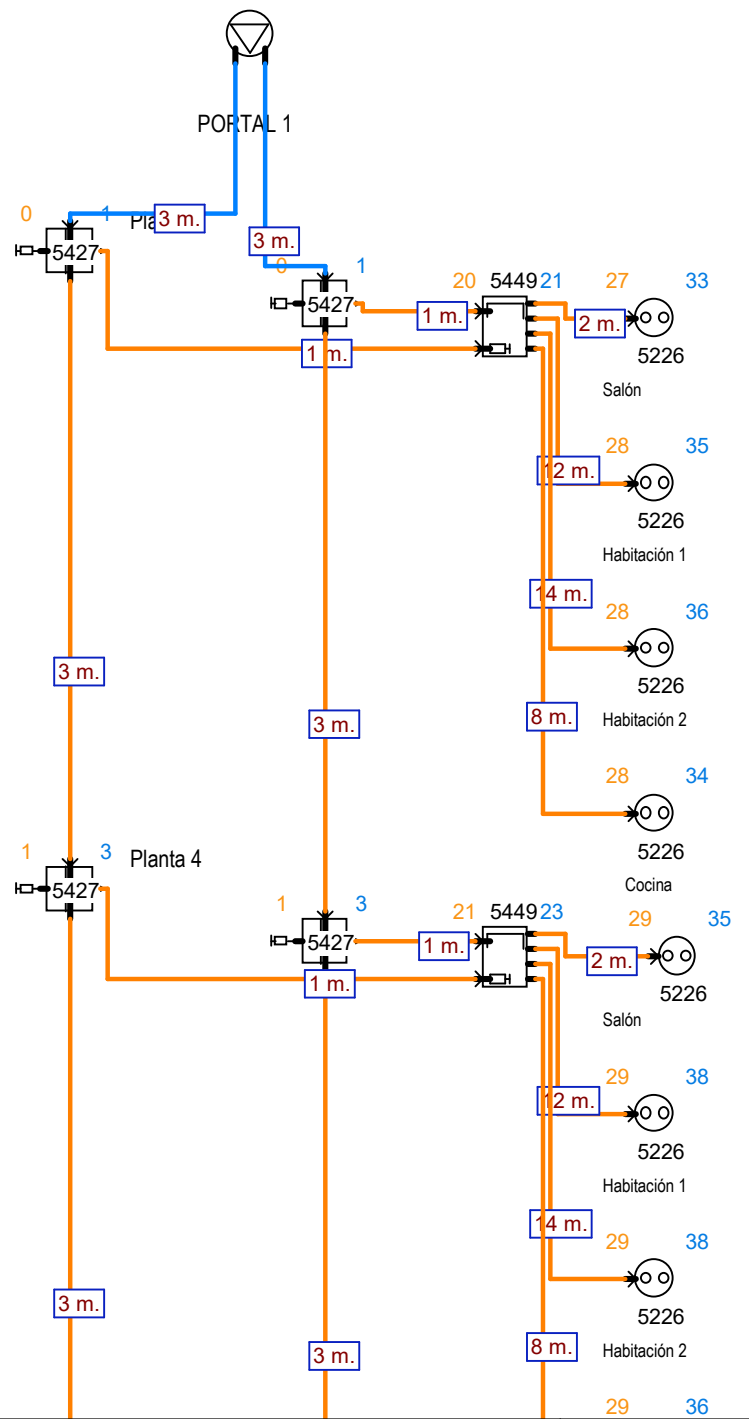 PORTAL 1
0 1 3 m.
5427
3 m.
0 1 20 5449 21 27 33
5427 1 m. 2 m.
1 m. 5226
Salón
28 35
12 m.
5226
Habitación 1
14 m. 28 36
3 m. 5226
3 m. 8 m. Habitación 2
28 34
1 3 Planta 4 5226
5427 Cocina
1 3 21 5449 23 29 35
5427 1 m. 2 m.
1 m. 5226
Salón
29 38
12 m.
5226
Habitación 1
14 m. 29 38
3 m. 5226
3 m. 8 m. Habitación 2
29 36